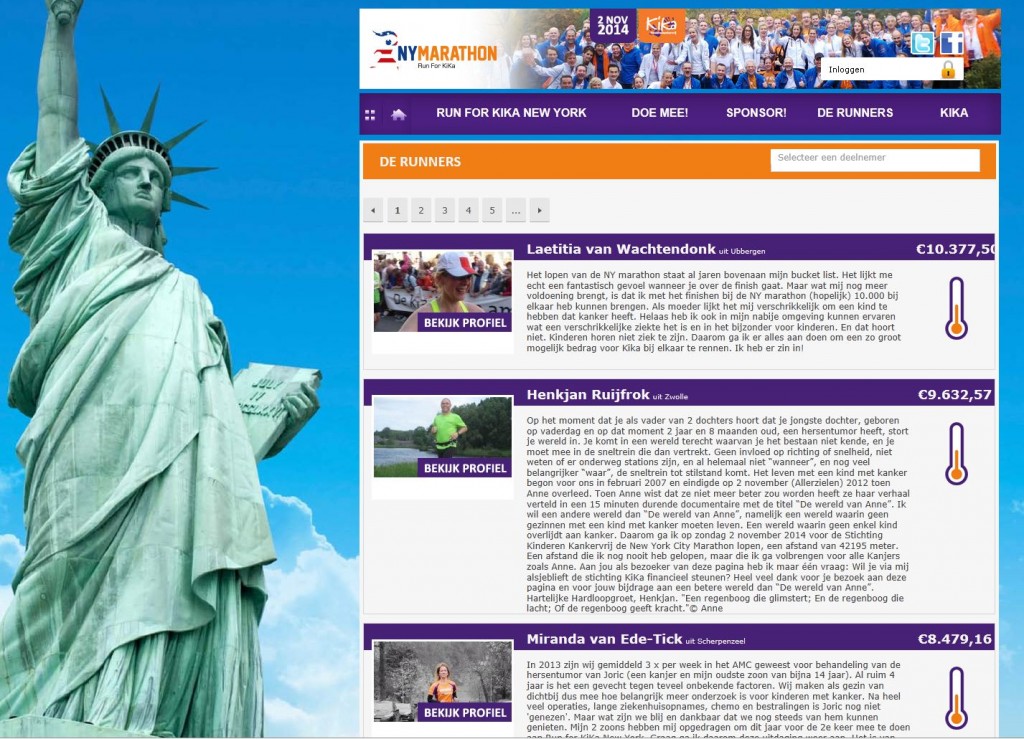 2 NOV
2014
KiKa
NYMARATHON
Run For KiKa
Inloggen
RUN FOR KIKA NEW YORK DOE MEE! SPONSOR! DE RUNNERS KIKA
DE RUNNERS
Selecteer een deelnemer
1 2 3 4 5 ...
Laetitia van Wachtendonk uit Ubbergen €10.377,50
Het lopen van de NY marathon staat al jaren bovenaan mijn bucket list. Het lijkt me
echt een fantastisch gevoel wanneer je over de finish gaat. Maar wat mij nog meer
voldoening brengt, is dat ik met het finishen bij de NY marathon (hopelijk) 10.000 bij
elkaar heb kunnen brengen. Als moeder lijkt het mij verschrikkelijk om een kind te
hebben dat kanker heeft. Helaas heb ik ook in mijn nabije omgeving kunnen ervaren
wat een verschrikkelijke ziekte het is en in het bijzonder voor kinderen. En dat hoort
niet. Kinderen horen niet ziek te zijn. Daarom ga ik er alles aan doen om een zo groot
mogelijk bedrag voor Kika bij elkaar te rennen. Ik heb er zin in!
BEKIJK PROFIEL
Henkjan Ruijfrok uit Zwolle €9.632,57
Op het moment dat je als vader van 2 dochters hoort dat je jongste dochter, geboren
op vaderdag en op dat moment 2 jaar en 8 maanden oud, een hersentumor heeft, stort
je wereld in. Je komt in een wereld terecht waarvan je het bestaan niet kende, en je
moet mee in de sneltrein die dan vertrekt. Geen invloed op richting of snelheid, niet
weten of er onderweg stations zijn, en al helemaal niet "wanneer", en nog veel
belangrijker "waar", de sneltrein tot stilstand komt. Het leven met een kind met kanker
begon voor ons in februari 2007 en eindigde op 2 november (Allerzielen) 2012 toen
Anne overleed. Toen Anne wist dat ze niet meer beter zou worden heeft ze haar verhaal
verteld in een 15 minuten durende documentaire met de titel "De wereld van Anne". Ik
wil een andere wereld dan "De wereld van Anne", namelijk een wereld waarin geen
gezinnen met een kind met kanker moeten leven. Een wereld waarin geen enkel kind
overlijdt aan kanker. Daarom ga ik op zondag 2 november 2014 voor de Stichting
Kinderen Kankervrij de New York City Marathon lopen, een afstand van 42195 meter.
Een afstand die ik nog nooit heb gelopen, maar die ik ga volbrengen voor alle Kanjers
zoals Anne. Aan jou als bezoeker van deze pagina heb ik maar één vraag: Wil je via mij
alsjeblieft de stichting KiKa financieel steunen? Heel veel dank voor je bezoek aan deze
pagina en voor jouw bijdrage aan een betere wereld dan "De wereld van Anne".
Hartelijke Hardloopgroet, Henkjan. "Een regenboog die glimstert; En de regenboog die
lacht; Of de regenboog geeft kracht."© Anne
BEKIJK PROFIEL
Miranda van Ede-Tick uit Scherpenzeel €8.479,16
In 2013 zijn wij gemiddeld 3 x per week in het AMC geweest voor behandeling van de
hersentumor van Joric (een kanjer en mijn oudste zoon van bijna 14 jaar). Al ruim 4
jaar is het een gevecht tegen teveel onbekende factoren. Wij maken als gezin van
dichtbij dus mee hoe belangrijk meer onderzoek is voor kinderen met kanker. Na heel
veel operaties, lange ziekenhuisopnames, chemo en bestralingen is Joric nog niet
'genezen'. Maar wat zijn we blij en dankbaar dat we nog steeds van hem kunnen
genieten. Mijn 2 zoons hebben mij opgedragen om dit jaar voor de 2e keer mee te doen
BEKIJK PROFIEL